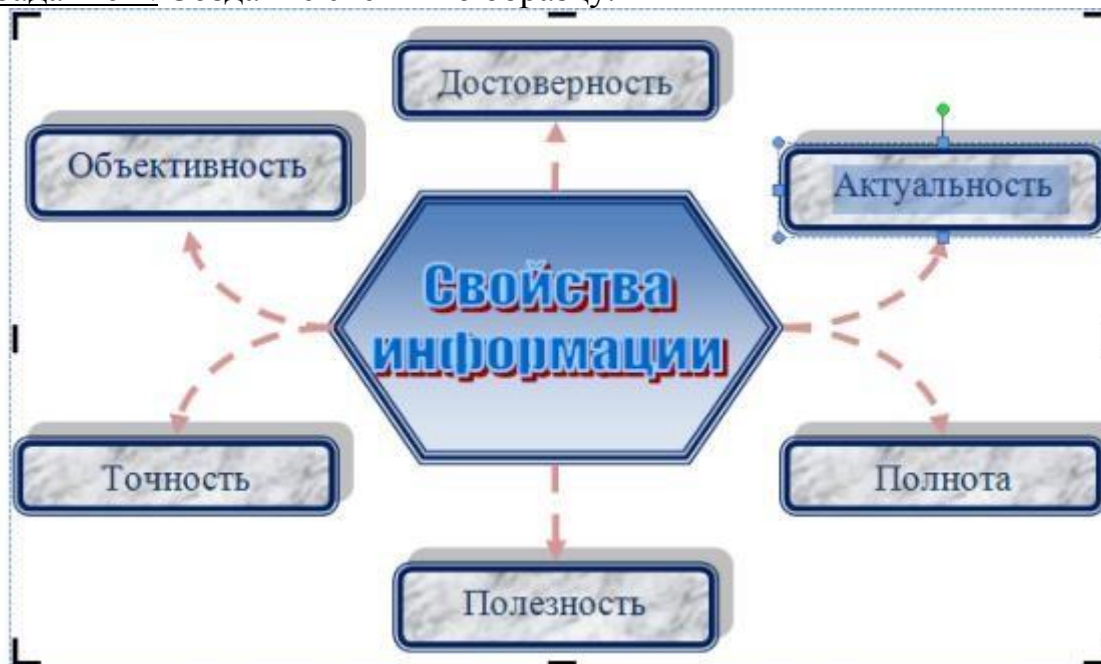 Достоверность
Объективность
Актуальность
Свойства
информации
Точность
Полнота
Полезность